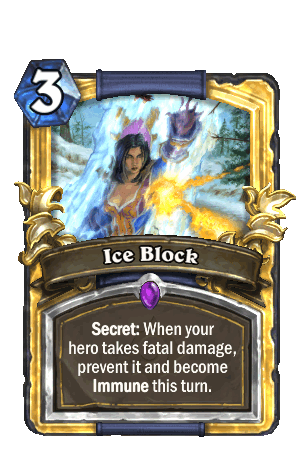 3
Ice Block
Secret: When your
hero takes fatal damage,
prevent it and become
Immune this turn.